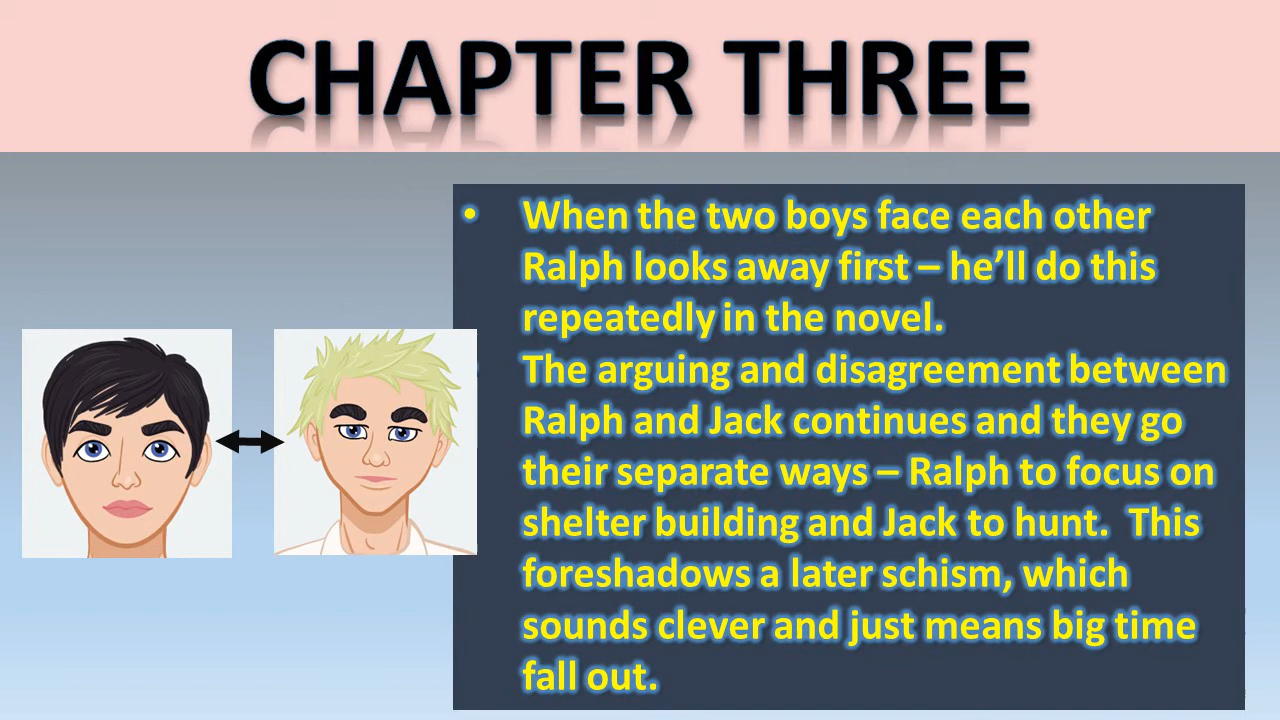 CHAPTER THREE
• When the two boys face each other
Ralph looks away first – he’ll do this
repeatedly in the novel.
The arguing and disagreement between
Ralph and Jack continues and they go
their separate ways – Ralph to focus on
shelter building and Jack to hunt.  This
foreshadows a later schism, which
sounds clever and just means big time
fall out.